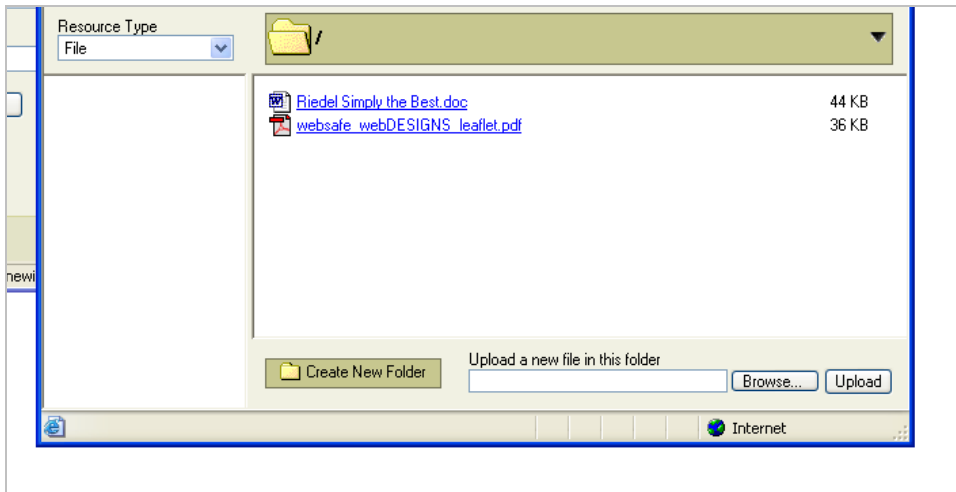 Resource Type
File
/
Riedel Simply the Best.doc 44 KB
websafe_webDESIGNS_leaflet.pdf 36 KB
newi
Create New Folder
Upload a new file in this folder
Browse... Upload
Internet